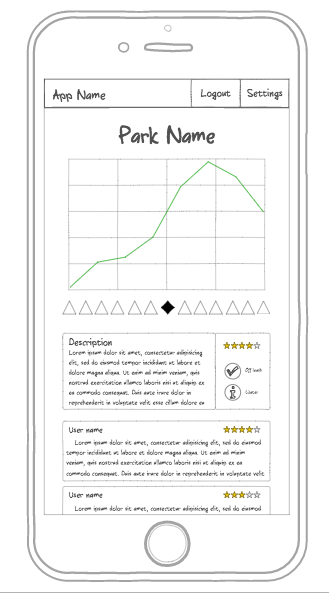 App Name
Logout
Settings
Park Name
Description
Lorem ipsum dolor sit amet, consectetur adipisicing
elit, sed do eiusmod tempor incididunt ut labore et
dolore magna aliqua. Ut enim ad minim veniam, quis
nostrud exercitation ullamco laboris nisi ut aliquip ex
ea commodo consequat. Duis aute irure dolor in
reprehenderit in voluptate velit esse cillum dolore eu
Off leash
User name
Lorem ipsum dolor sit amet, consectetur adipisicing elit, sed do eiusmod
tempor incididunt ut labore et dolore magna aliqua. Ut enim ad minim
veniam, quis nostrud exercitation ullamco laboris nisi ut aliquip ex ea
commodo consequat. Duis aute irure dolor in reprehenderit in voluptate velit
User name
Lorem ipsum dolor sit amet, consectetur adipisicing elit, sed do eiusmod